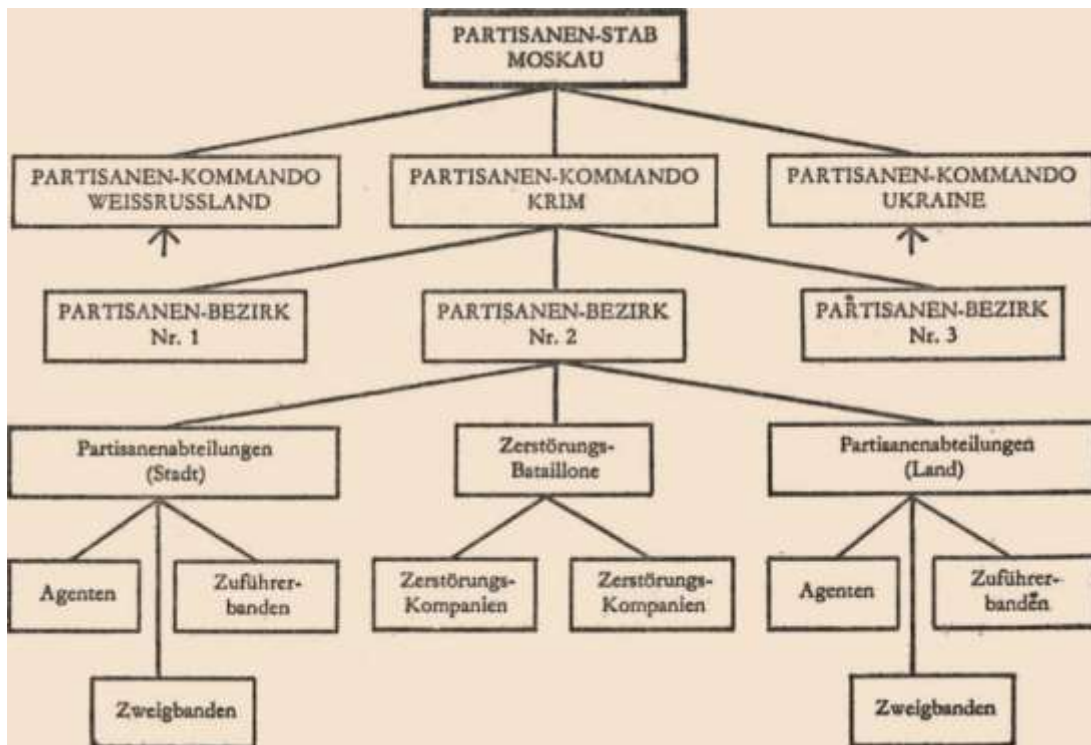 PARTISANEN-STAB
MOSKAU
PARTISANEN-KOMMANDO
WEISSRUSSLAND
PARTISANEN-KOMMANDO
KRIM
PARTISANEN-KOMMANDO
UKRAINE
PARTISANEN-BEZIRK
Nr. 1
PARTISANEN-BEZIRK
Nr. 2
PARTISANEN-BEZIRK
Nr. 3
Partisanenabteilungen
(Stadt)
Zerstörungs-
Bataillone
Partisanenabteilungen
(Land)
Agenten
Zuführer-
banden
Zerstörungs-
Kompanien
Zerstörungs-
Kompanien
Agenten
Zuführer-
banden
Zweigbanden
Zweigbanden